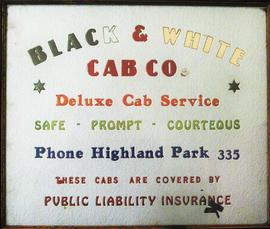 BLACK & WHITE
CAB CO.
Deluxe Cab Service
SAFE - PROMPT - COURTEOUS
Phone Highland Park 335
THESE CABS ARE COVERED BY
PUBLIC LIABILITY INSURANCE